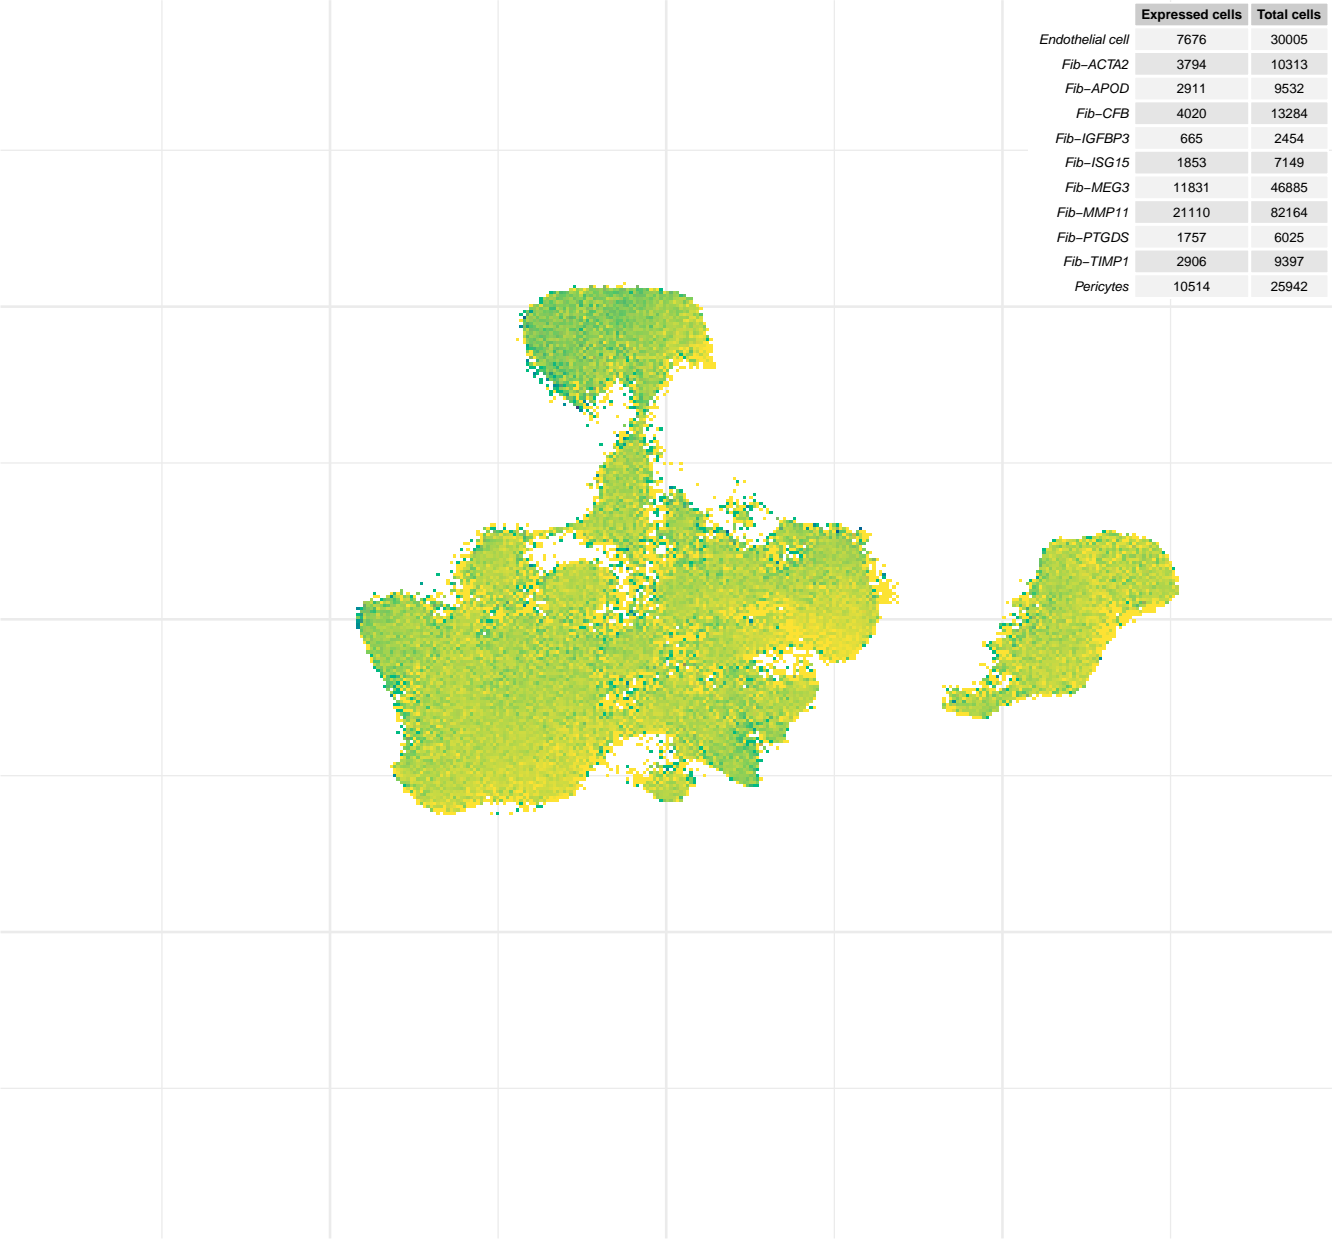 Expressed cells Total cells
Endothelial cell 7676 30005
Fib−ACTA2 3794 10313
Fib−APOD 2911 9532
Fib−CFB 4020 13284
Fib−IGFBP3 665 2454
Fib−ISG15 1853 7149
Fib−MEG3 11831 46885
Fib−MMP11 21110 82164
Fib−PTGDS 1757 6025
Fib−TIMP1 2906 9397
Pericytes 10514 25942